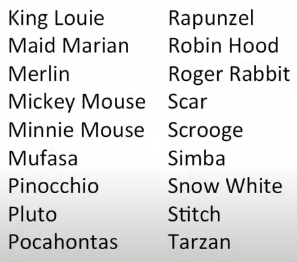 King Louie
Maid Marian
Merlin
Mickey Mouse
Minnie Mouse
Mufasa
Pinocchio
Pluto
Pocahontas
Rapunzel
Robin Hood
Roger Rabbit
Scar
Scrooge
Simba
Snow White
Stitch
Tarzan